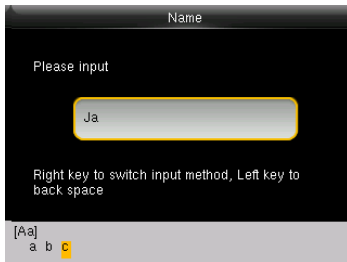 Name
Please input
Ja
Right key to switch input method, Left key to
back space
[Aa]
a b c